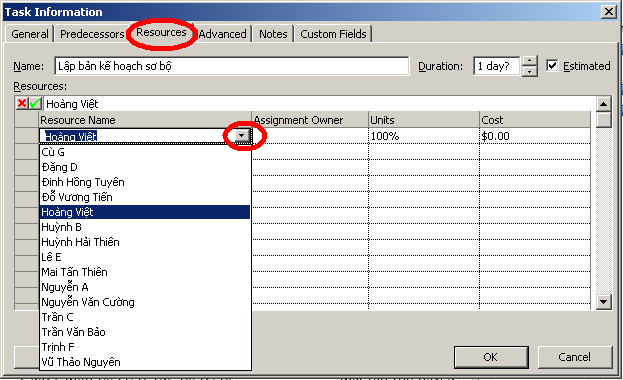 Task Information
General Predecessors Resources Advanced Notes Custom Fields
Name: Lập bản kế hoạch sơ bộ Duration: 1 day? Estimated
Resources:
Hoàng Việt
Resource Name Assignment Owner Units Cost
Hoàng Việt 100% $0.00
Cù G
Đặng D
Đinh Hồng Tuyên
Đỗ Vương Tiến
Hoàng Việt
Huỳnh B
Huỳnh Hải Thiên
Lê E
Mai Tấn Thiên
Nguyễn A
Nguyễn Văn Cường
Trần C
Trần Văn Bảo
Trịnh F
Vũ Thảo Nguyên
OK Cancel